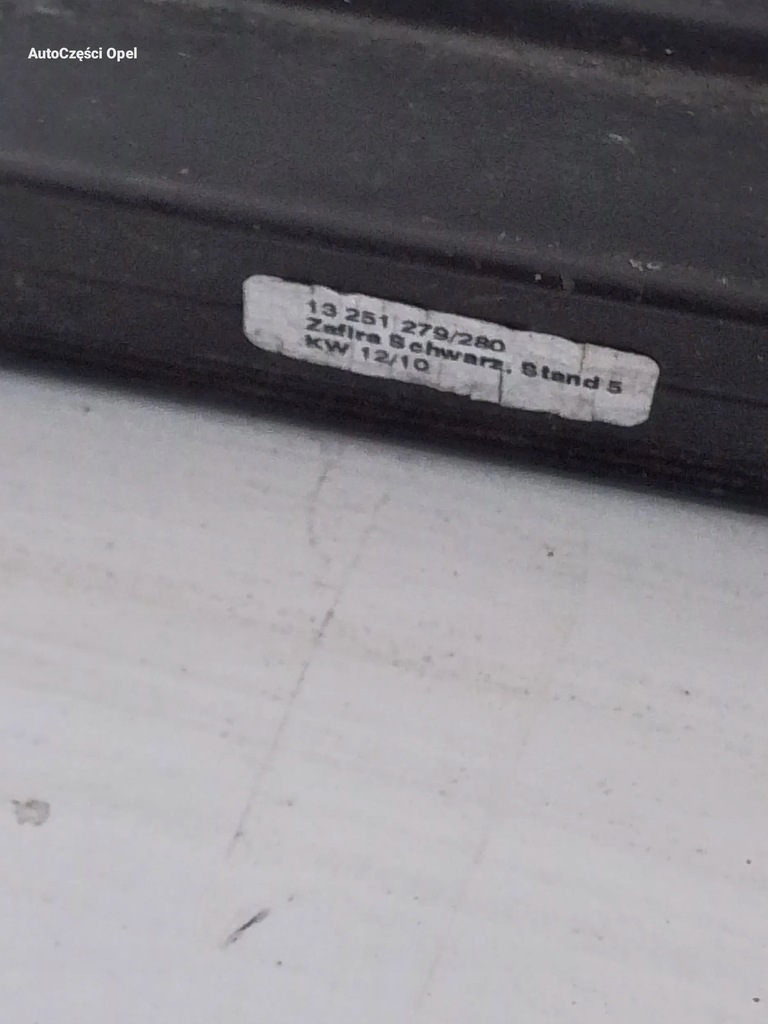 AutoCzęści Opel
13 251 279/280
Zafira Schwarz, Stand 5
KW 12/10